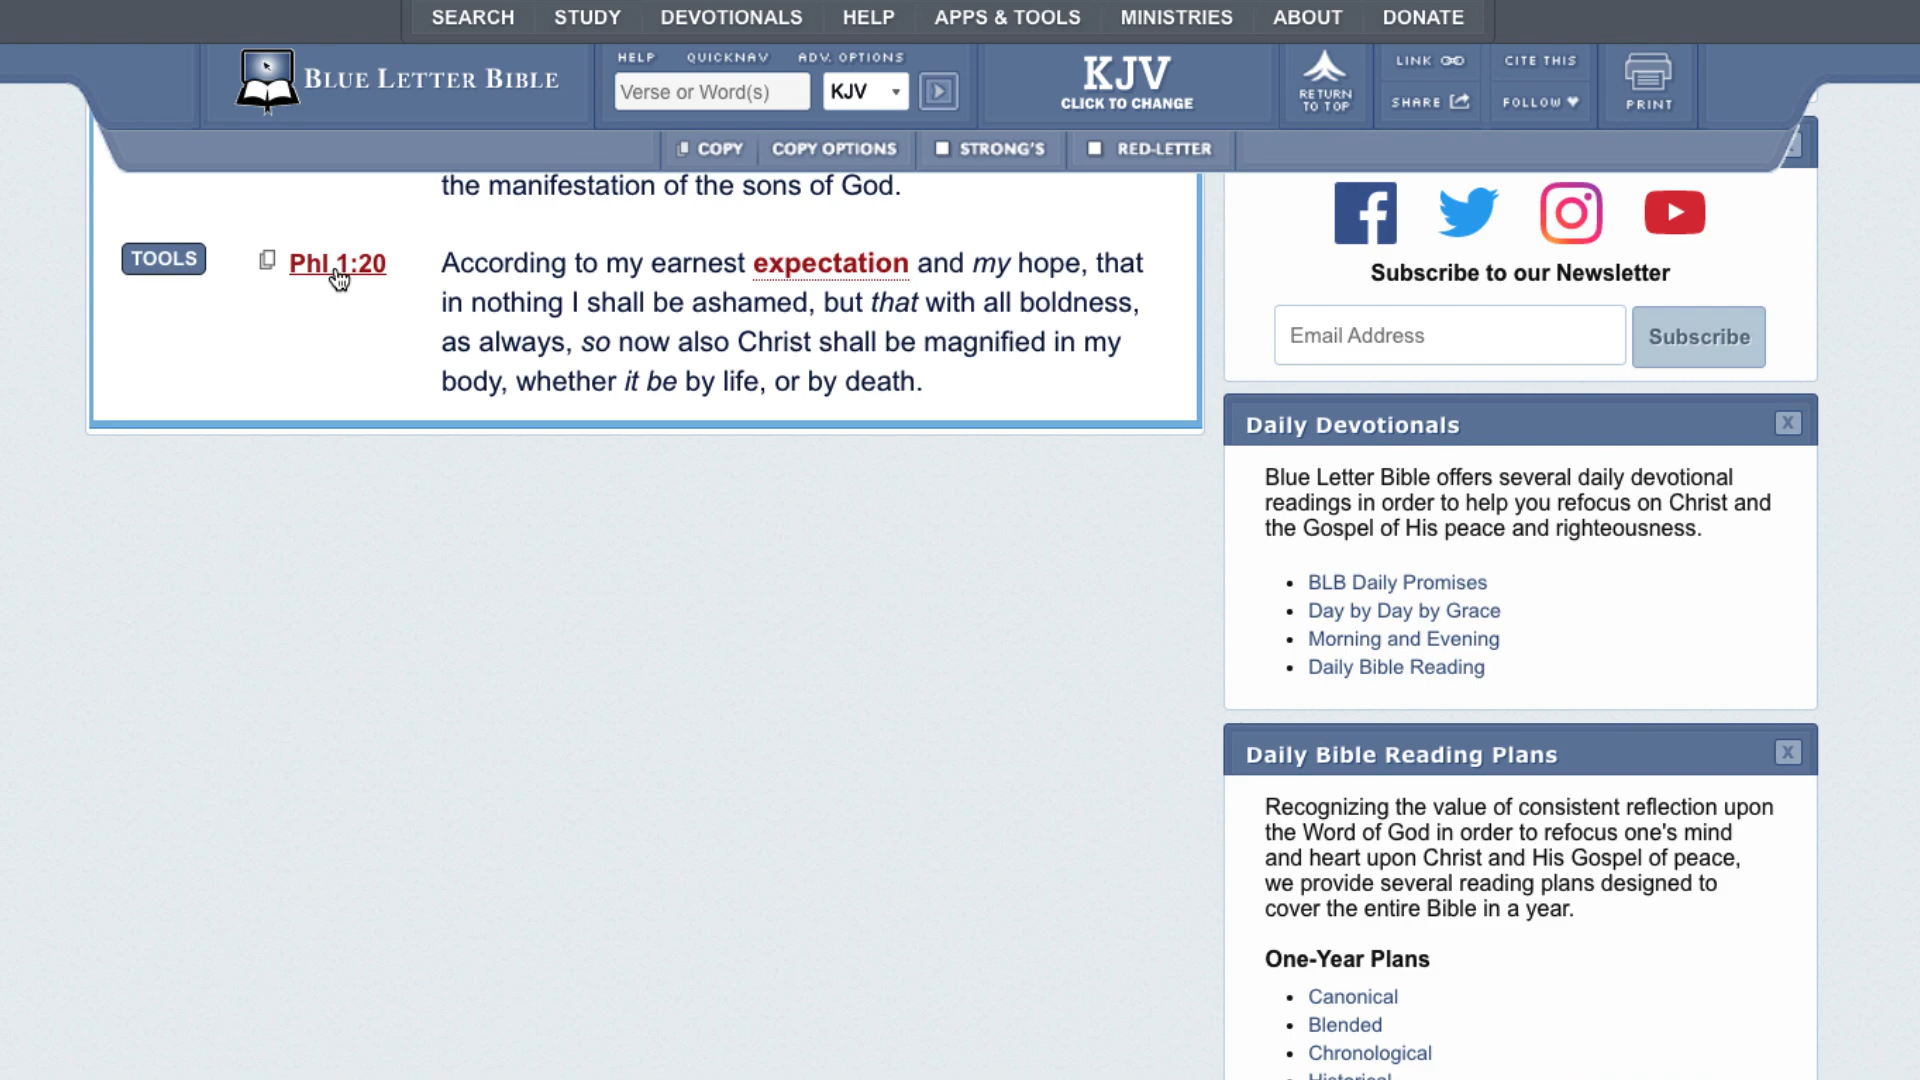 SEARCH STUDY DEVOTIONALS HELP APPS & TOOLS MINISTRIES ABOUT DONATE
BLUE LETTER BIBLE
HELP QUICKNAV ADV. OPTIONS
Verse or Word(s) KJV
KJV
CLICK TO CHANGE
RETURN
TO TOP
LINK
SHARE
CITE THIS
FOLLOW
PRINT
COPY COPY OPTIONS STRONG'S RED-LETTER
the manifestation of the sons of God.
TOOLS Phl 1:20 According to my earnest expectation and my hope, that
in nothing I shall be ashamed, but that with all boldness,
as always, so now also Christ shall be magnified in my
body, whether it be by life, or by death.
Subscribe to our Newsletter
Email Address Subscribe
Daily Devotionals X
Blue Letter Bible offers several daily devotional
readings in order to help you refocus on Christ and
the Gospel of His peace and righteousness.
• BLB Daily Promises
• Day by Day by Grace
• Morning and Evening
• Daily Bible Reading
Daily Bible Reading Plans X
Recognizing the value of consistent reflection upon
the Word of God in order to refocus one's mind
and heart upon Christ and His Gospel of peace,
we provide several reading plans designed to
cover the entire Bible in a year.
One-Year Plans
• Canonical
• Blended
• Chronological
Historical